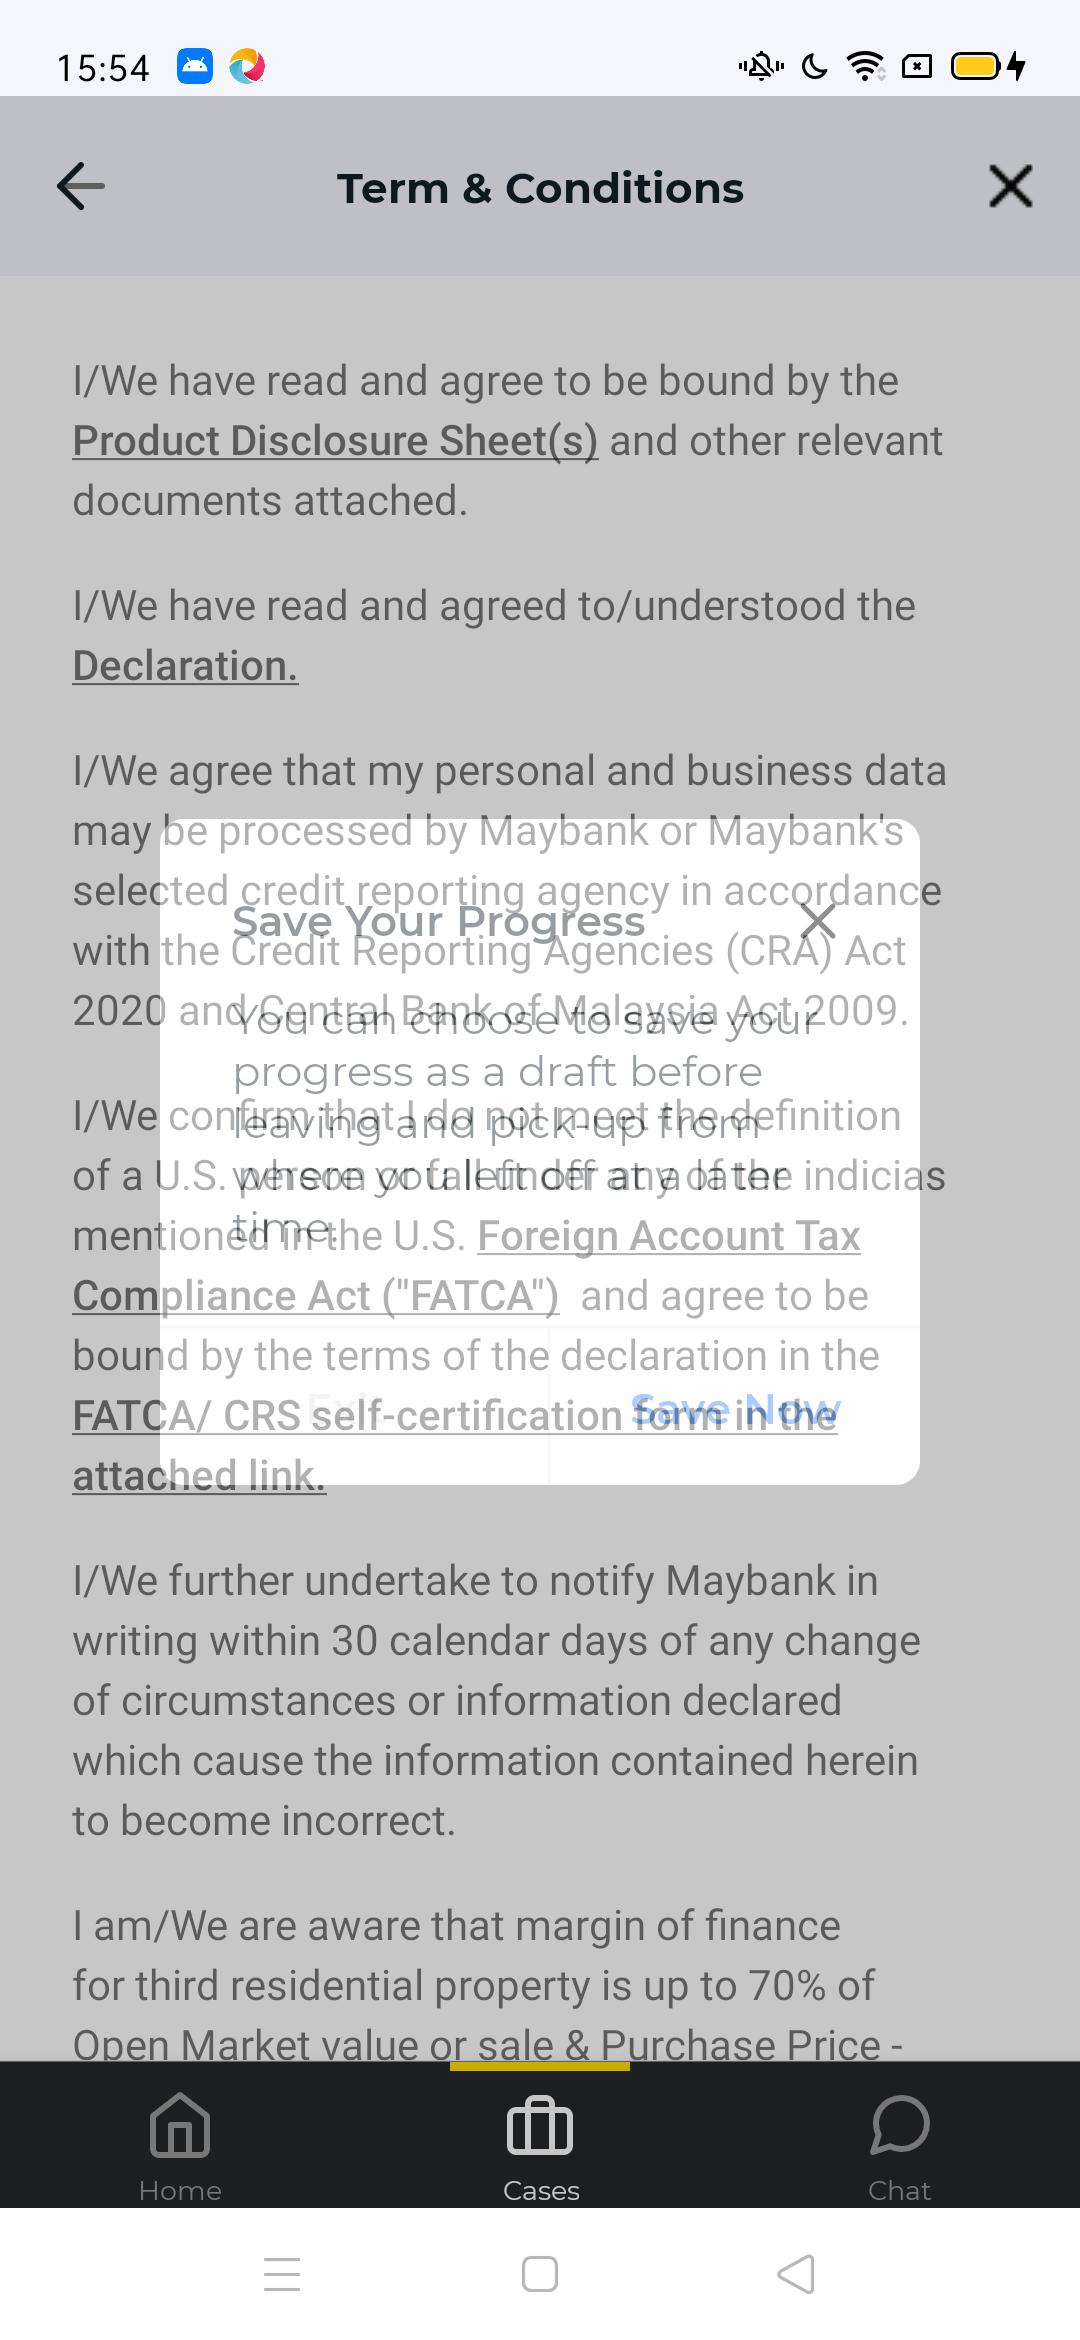 15:54
Term & Conditions
I/We have read and agree to be bound by the
Product Disclosure Sheet(s) and other relevant
documents attached.
I/We have read and agreed to/understood the
Declaration.
I/We agree that my personal and business data
may be processed by Maybank or Maybank's
selected credit reporting agency in accordance
with the Credit Reporting Agencies (CRA) Act
2020 and Central Bank of Malaysia Act 2009.
I/We confirm that I do not meet the definition
of a U.S. person or fall under any of the indicias
mentioned in the U.S. Foreign Account Tax
Compliance Act ("FATCA") and agree to be
bound by the terms of the declaration in the
FATCA/ CRS self-certification form in the
attached link.
Save Your Progress
You can choose to save your
progress as a draft before
leaving and pick-up from
where you left off at a later
time.
Exit
Save Now
I/We further undertake to notify Maybank in
writing within 30 calendar days of any change
of circumstances or information declared
which cause the information contained herein
to become incorrect.
I am/We are aware that margin of finance
for third residential property is up to 70% of
Open Market value or sale & Purchase Price -
Home
Cases
Chat